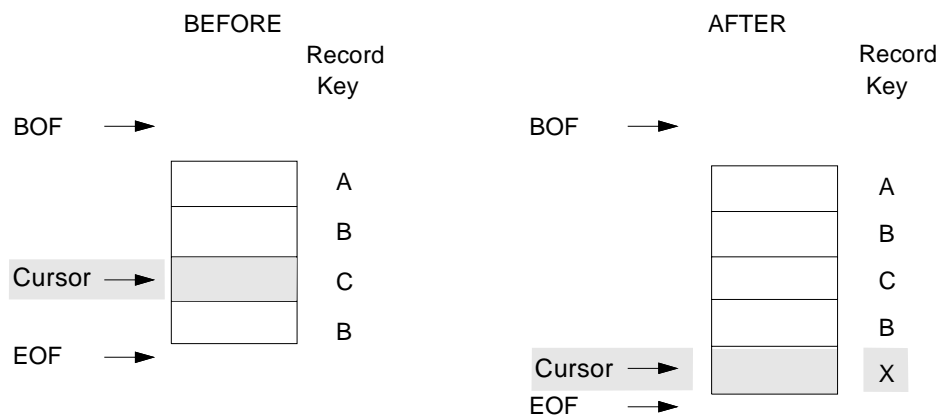 BEFORE
Record
Key
BOF
A
B
Cursor
C
B
EOF
AFTER
Record
Key
BOF
A
B
C
B
Cursor
X
EOF